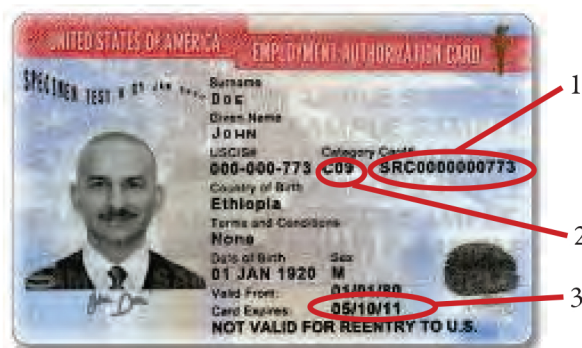 UNITED STATES OF AMERICA EMPLOYMENT AUTHORIZATION CARD
SPECIMEN TEST
Surname
DOE
Given Name
JOHN
USCIS# Category Card#
000-000-773 C09 SRC0000000773
Country of Birth
Ethiopia
Terms and Conditions
None
Date of Birth Sex
01 JAN 1920 M
Valid From: 01/01/80
Card Expires: 05/10/11
NOT VALID FOR REENTRY TO U.S.
1
2
3